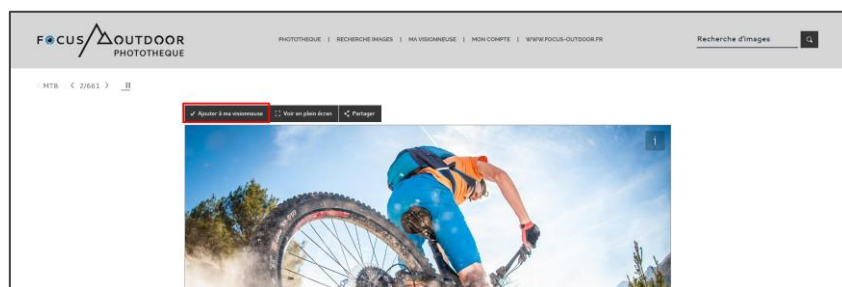 FOCUS OUTDOOR
PHOTOTHEQUE
PHOTOTHEQUE | RECHERCHE IMAGES | MA VISIONNEUSE | MON COMPTE | WWW.FOCUS-OUTDOOR.FR
Recherche d'images
< MTB < 2/661 > II
✓ Ajouter à ma visionneuse Voir en plein écran Partager
i